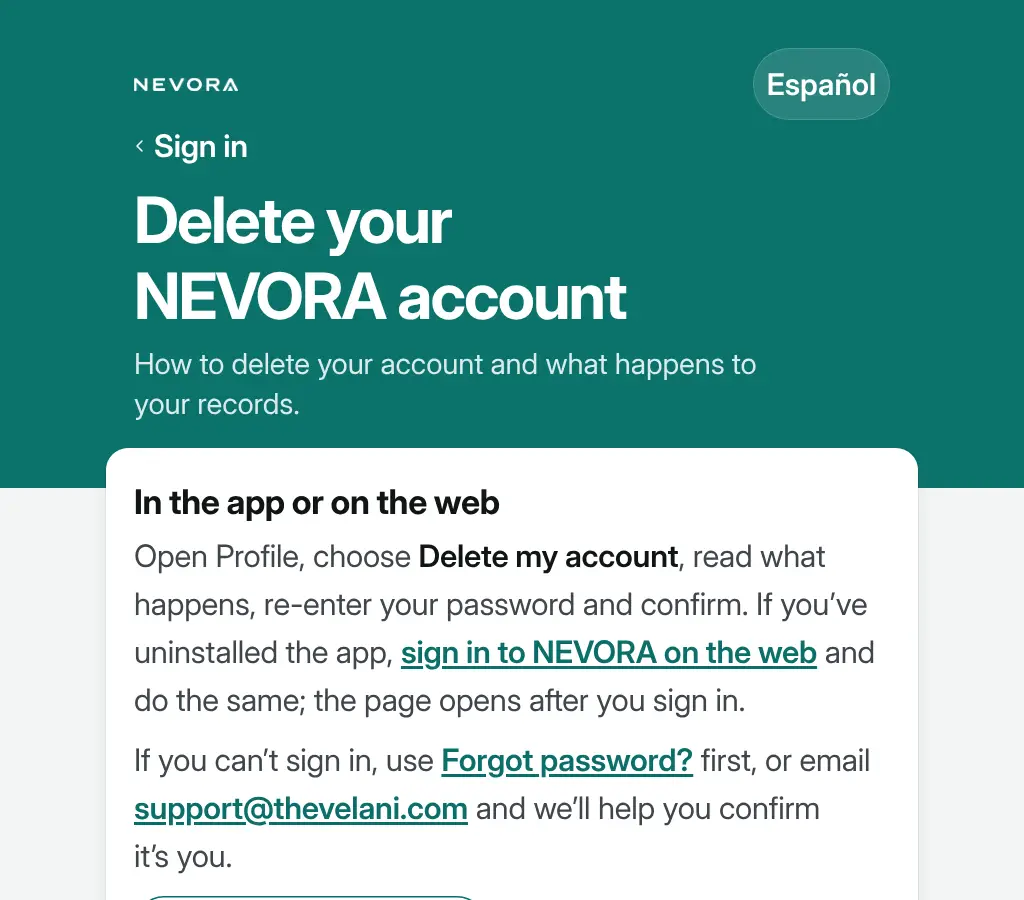 NEVORA
Español
‹ Sign in
Delete your
NEVORA account
How to delete your account and what happens to
your records.
In the app or on the web
Open Profile, choose Delete my account, read what
happens, re-enter your password and confirm. If you’ve
uninstalled the app, sign in to NEVORA on the web and
do the same; the page opens after you sign in.
If you can’t sign in, use Forgot password? first, or email
support@thevelani.com and we’ll help you confirm
it’s you.